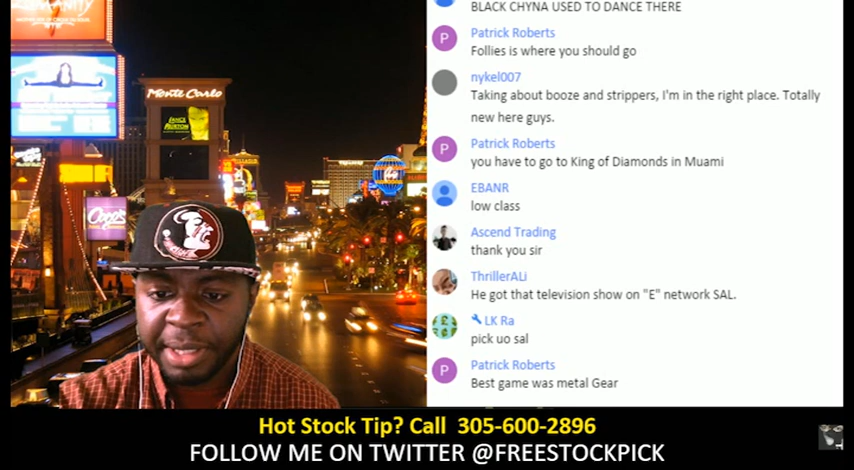 Monte Carlo
LANCE
BURTON
BLACK CHYNA USED TO DANCE THERE
Patrick Roberts
Follies is where you should go
nykel007
Taking about booze and strippers, I'm in the right place. Totally
new here guys.
Patrick Roberts
you have to go to King of Diamonds in Muami
EBANR
low class
Ascend Trading
thank you sir
ThrillerALi
He got that television show on "E" network SAL.
LK Ra
pick uo sal
Patrick Roberts
Best game was metal Gear
Hot Stock Tip? Call 305-600-2896
FOLLOW ME ON TWITTER @FREESTOCKPICK